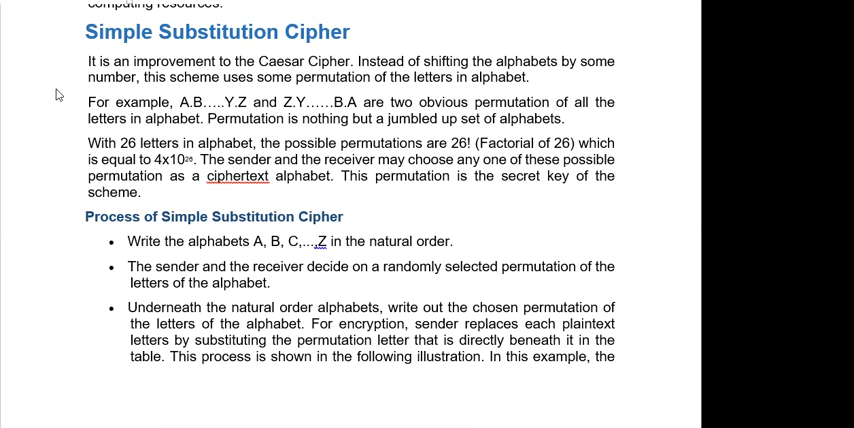 computing resources.
Simple Substitution Cipher
It is an improvement to the Caesar Cipher. Instead of shifting the alphabets by some
number, this scheme uses some permutation of the letters in alphabet.
For example, A.B…..Y.Z and Z.Y……B.A are two obvious permutation of all the
letters in alphabet. Permutation is nothing but a jumbled up set of alphabets.
With 26 letters in alphabet, the possible permutations are 26! (Factorial of 26) which
is equal to 4x10²⁶. The sender and the receiver may choose any one of these possible
permutation as a ciphertext alphabet. This permutation is the secret key of the
scheme.
Process of Simple Substitution Cipher
• Write the alphabets A, B, C,...,Z in the natural order.
• The sender and the receiver decide on a randomly selected permutation of the
letters of the alphabet.
• Underneath the natural order alphabets, write out the chosen permutation of
the letters of the alphabet. For encryption, sender replaces each plaintext
letters by substituting the permutation letter that is directly beneath it in the
table. This process is shown in the following illustration. In this example, the